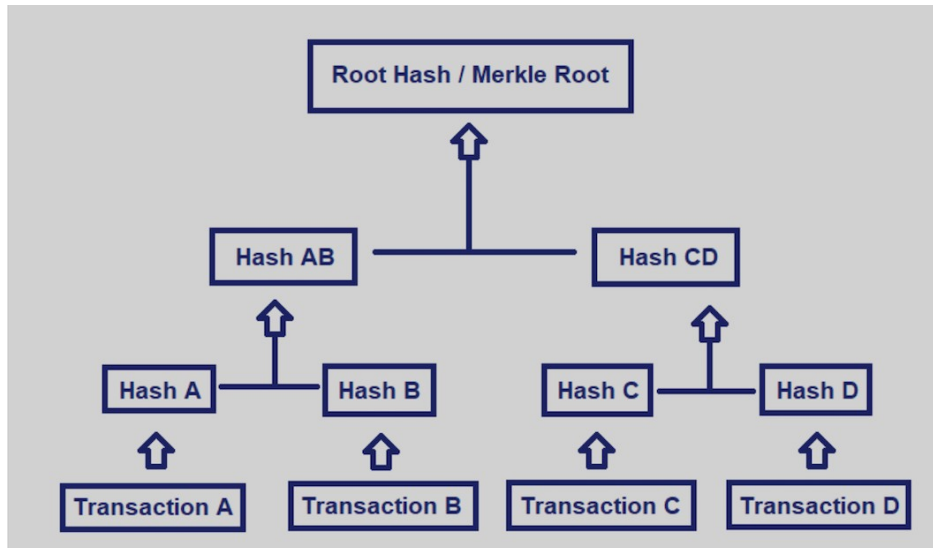 Root Hash / Merkle Root
Hash AB
Hash CD
Hash A
Hash B
Hash C
Hash D
Transaction A
Transaction B
Transaction C
Transaction D